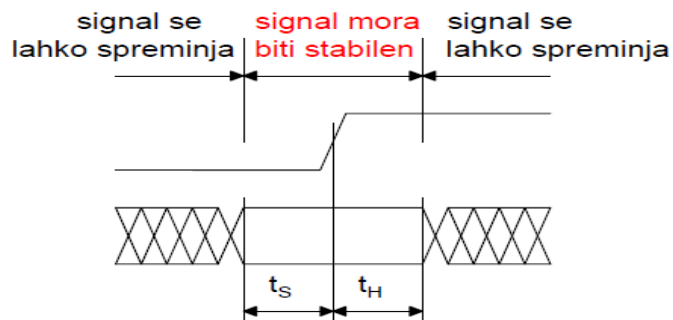 signal se
lahko spreminja
signal mora
biti stabilen
signal se
lahko spreminja
tS
tH